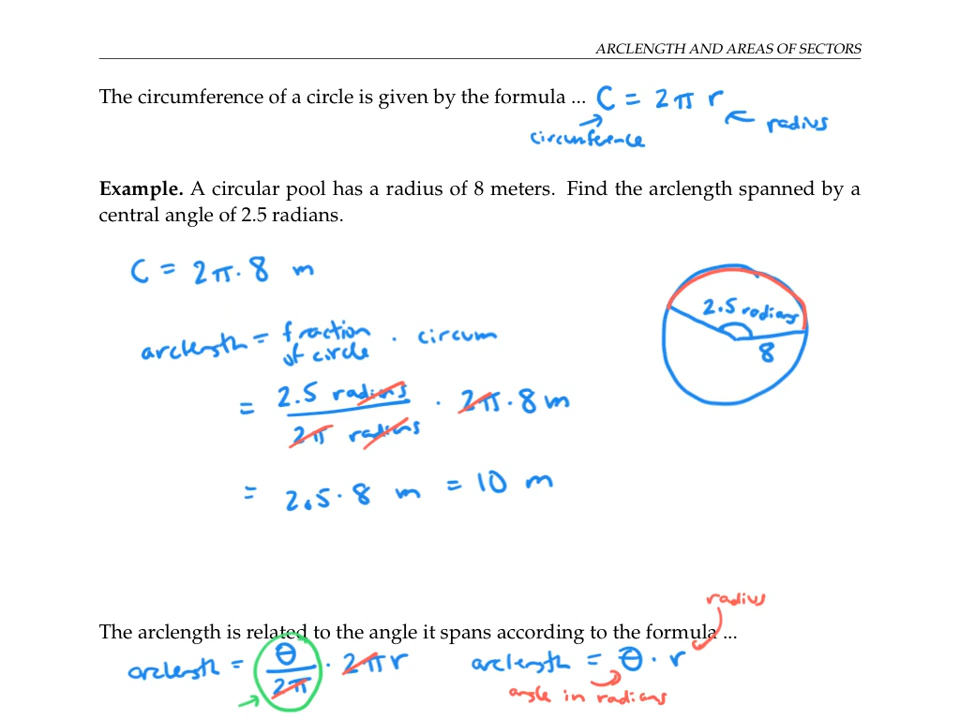 ARCLENGTH AND AREAS OF SECTORS
The circumference of a circle is given by the formula ... C = 2π r
circumference radius
Example. A circular pool has a radius of 8 meters. Find the arclength spanned by a
central angle of 2.5 radians.
C = 2π · 8 m
2.5 radians
8
arclength = fraction of circle · circum
= 2.5 radians / 2π radians · 2π · 8 m
= 2.5 · 8 m = 10 m
radius
The arclength is related to the angle it spans according to the formula ...
arclength = θ / 2π · 2π r arclength = θ · r
angle in radians